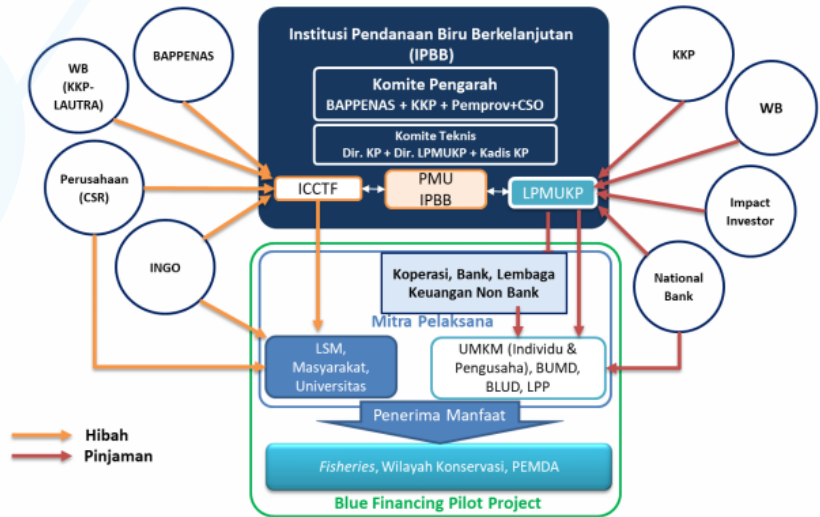 Institusi Pendanaan Biru Berkelanjutan
(IPBB)
Komite Pengarah
BAPPENAS + KKP + Pemprov+CSO
Komite Teknis
Dir. KP + Dir. LPMUKP + Kadis KP
ICCTF
PMU
IPBB
LPMUKP
BAPPENAS
WB
(KKP-
LAUTRA)
Perusahaan
(CSR)
INGO
KKP
WB
Impact
Investor
National
Bank
Koperasi, Bank, Lembaga
Keuangan Non Bank
Mitra Pelaksana
LSM,
Masyarakat,
Universitas
UMKM (Individu &
Pengusaha), BUMD,
BLUD, LPP
Penerima Manfaat
Fisheries, Wilayah Konservasi, PEMDA
Blue Financing Pilot Project
Hibah
Pinjaman